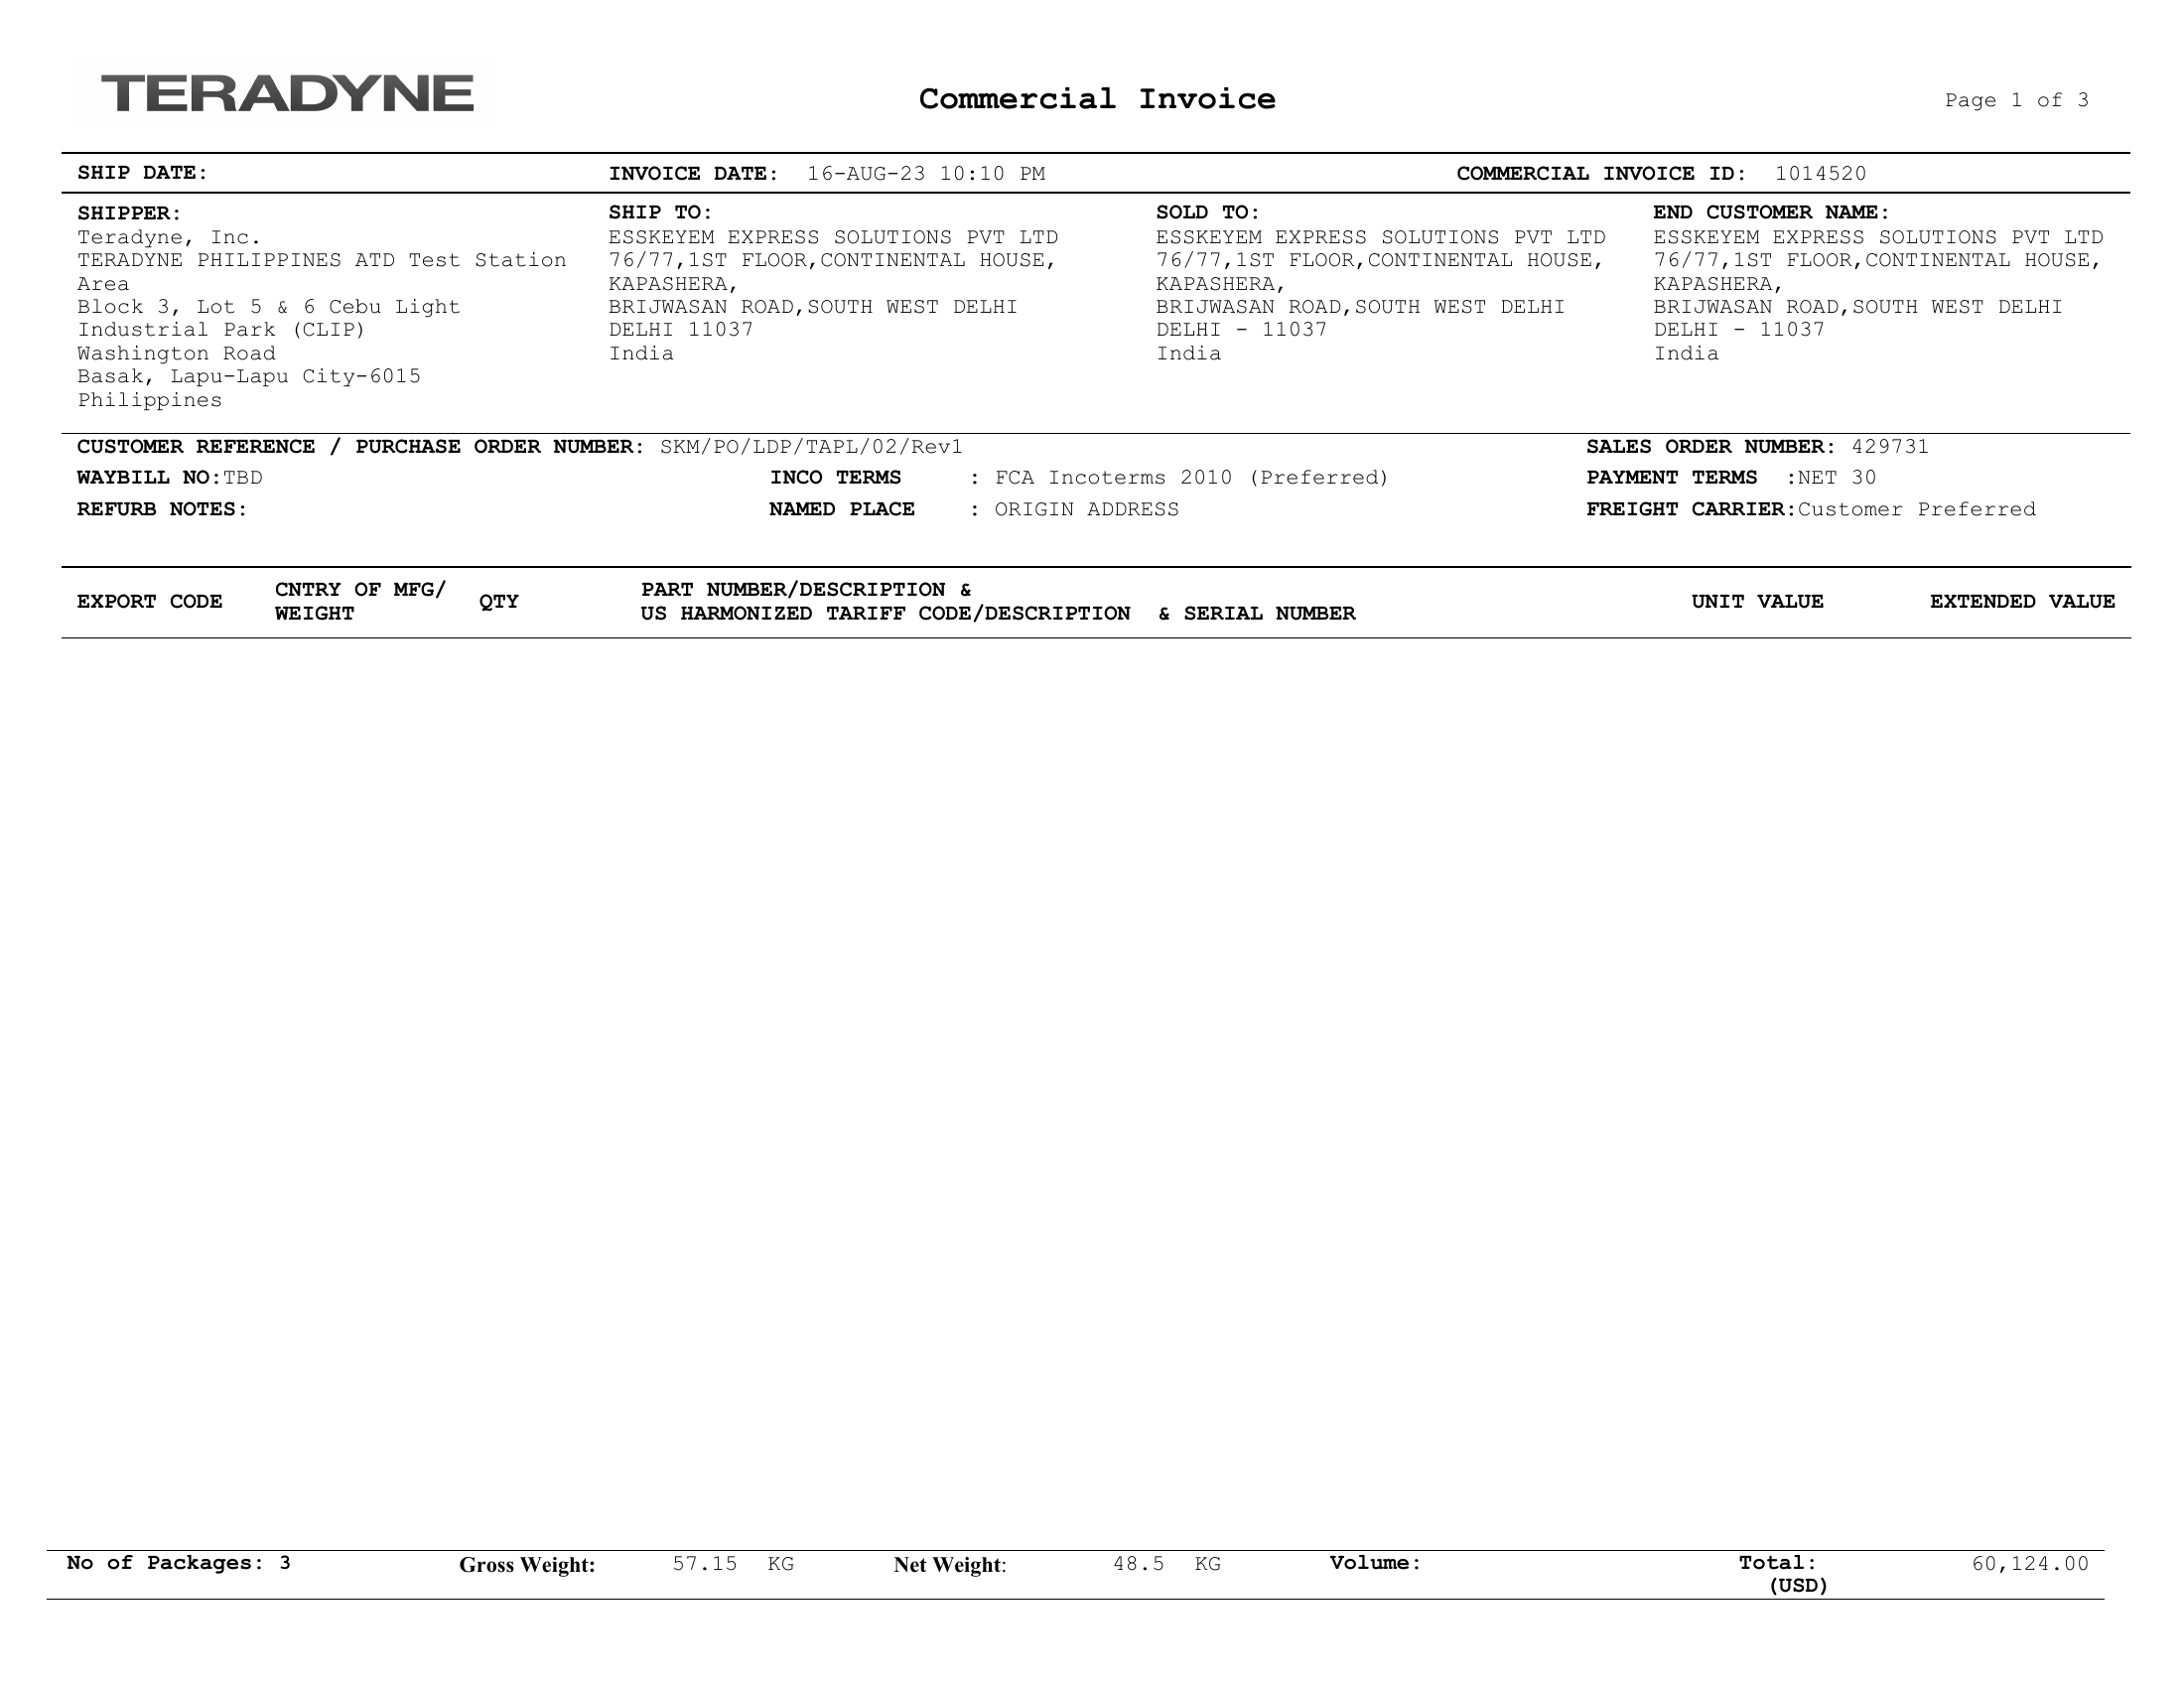 TERADYNE
Commercial Invoice
Page 1 of 3
SHIP DATE:
INVOICE DATE: 16-AUG-23 10:10 PM
COMMERCIAL INVOICE ID: 1014520
SHIPPER:
Teradyne, Inc.
TERADYNE PHILIPPINES ATD Test Station
Area
Block 3, Lot 5 & 6 Cebu Light
Industrial Park (CLIP)
Washington Road
Basak, Lapu-Lapu City-6015
Philippines
SHIP TO:
ESSKEYEM EXPRESS SOLUTIONS PVT LTD
76/77,1ST FLOOR,CONTINENTAL HOUSE,
KAPASHERA,
BRIJWASAN ROAD,SOUTH WEST DELHI
DELHI 11037
India
SOLD TO:
ESSKEYEM EXPRESS SOLUTIONS PVT LTD
76/77,1ST FLOOR,CONTINENTAL HOUSE,
KAPASHERA,
BRIJWASAN ROAD,SOUTH WEST DELHI
DELHI - 11037
India
END CUSTOMER NAME:
ESSKEYEM EXPRESS SOLUTIONS PVT LTD
76/77,1ST FLOOR,CONTINENTAL HOUSE,
KAPASHERA,
BRIJWASAN ROAD,SOUTH WEST DELHI
DELHI - 11037
India
CUSTOMER REFERENCE / PURCHASE ORDER NUMBER: SKM/PO/LDP/TAPL/02/Rev1
SALES ORDER NUMBER: 429731
WAYBILL NO:TBD
INCO TERMS : FCA Incoterms 2010 (Preferred)
PAYMENT TERMS :NET 30
REFURB NOTES:
NAMED PLACE : ORIGIN ADDRESS
FREIGHT CARRIER:Customer Preferred
EXPORT CODE
CNTRY OF MFG/
WEIGHT
QTY
PART NUMBER/DESCRIPTION &
US HARMONIZED TARIFF CODE/DESCRIPTION & SERIAL NUMBER
UNIT VALUE
EXTENDED VALUE
No of Packages: 3
Gross Weight: 57.15 KG
Net Weight: 48.5 KG
Volume:
Total: 60,124.00
(USD)